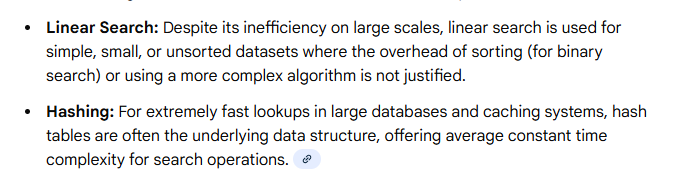 • Linear Search: Despite its inefficiency on large scales, linear search is used for
simple, small, or unsorted datasets where the overhead of sorting (for binary
search) or using a more complex algorithm is not justified.
• Hashing: For extremely fast lookups in large databases and caching systems, hash
tables are often the underlying data structure, offering average constant time
complexity for search operations.